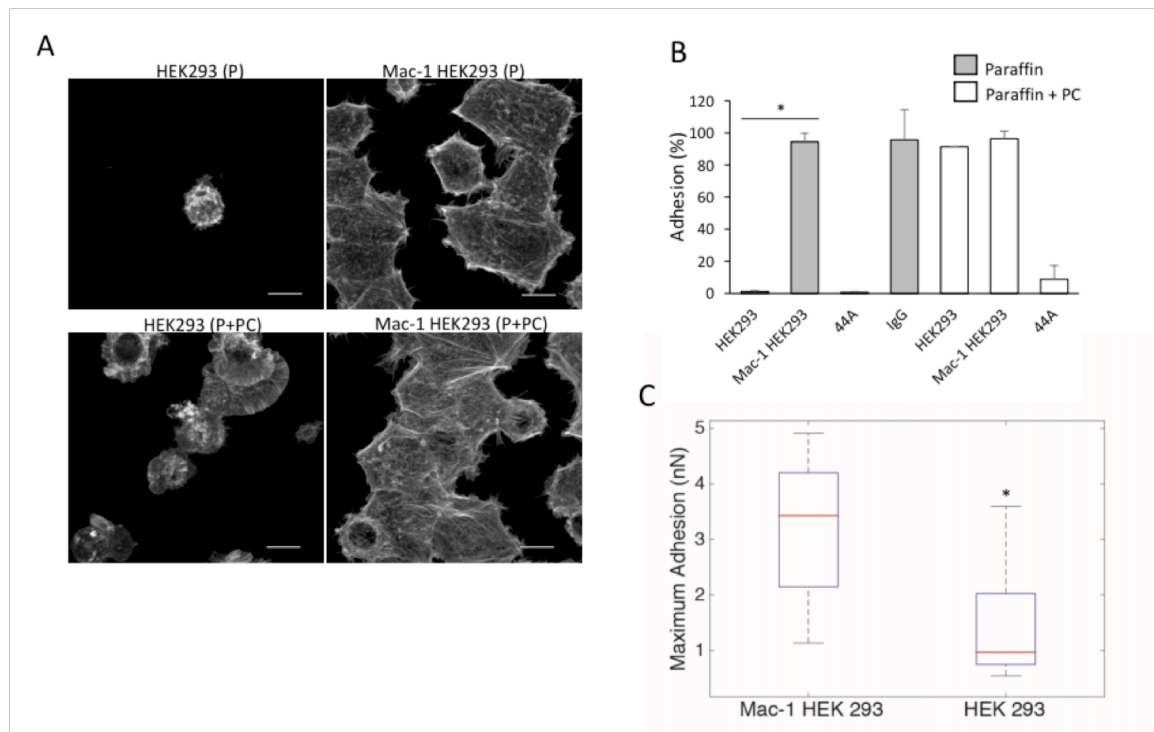 A
HEK293 (P)
Mac-1 HEK293 (P)
HEK293 (P+PC)
Mac-1 HEK293 (P+PC)
B
Paraffin
Paraffin + PC
*
Adhesion (%)
120
100
80
60
40
20
0
HEK293
Mac-1 HEK293
44A
IgG
HEK293
Mac-1 HEK293
44A
C
Maximum Adhesion (nN)
5
4
3
2
1
*
Mac-1 HEK 293
HEK 293